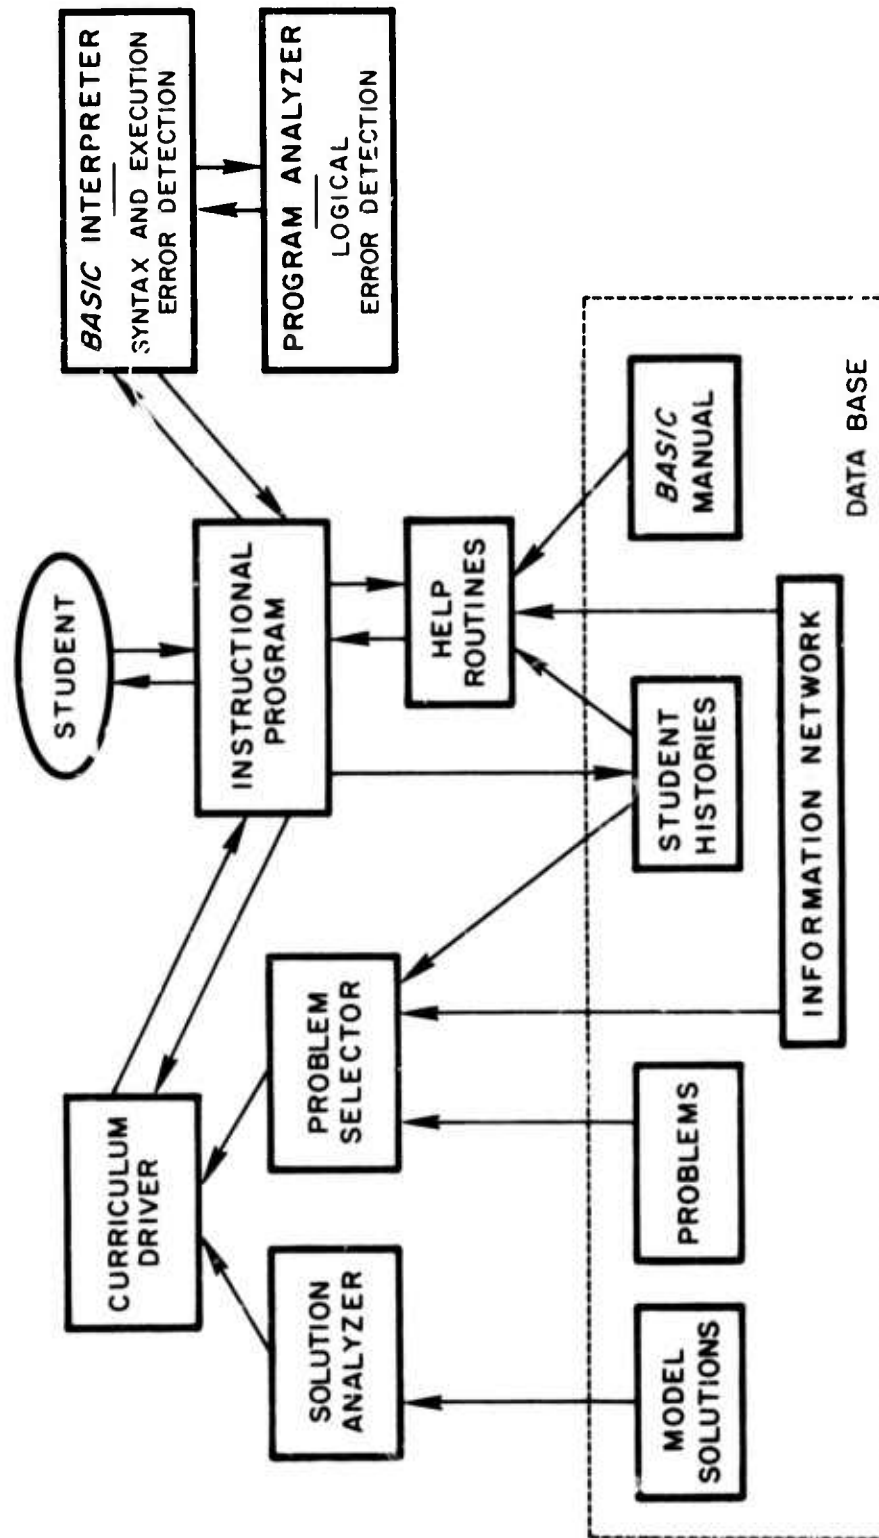 STUDENT
CURRICULUM
DRIVER
INSTRUCTIONAL
PROGRAM
BASIC INTERPRETER
SYNTAX AND EXECUTION
ERROR DETECTION
SOLUTION
ANALYZER
PROBLEM
SELECTOR
HELP
ROUTINES
PROGRAM ANALYZER
LOGICAL
ERROR DETECTION
MODEL
SOLUTIONS
PROBLEMS
STUDENT
HISTORIES
BASIC
MANUAL
INFORMATION NETWORK
DATA BASE